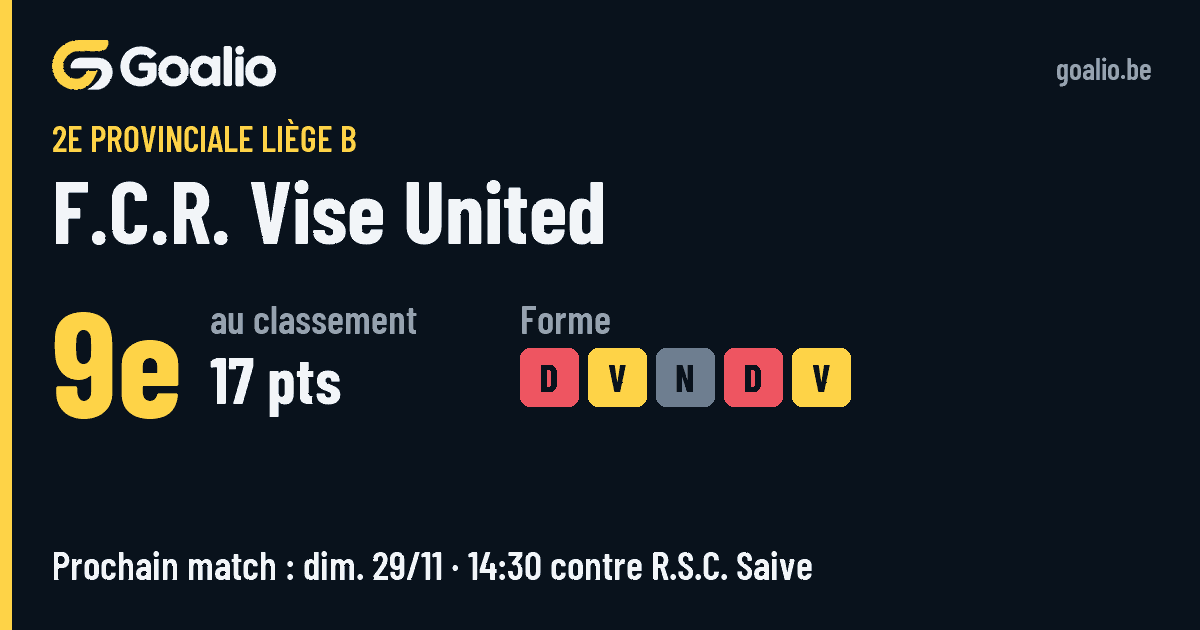 Goalio
goalio.be
2E PROVINCIALE LIÈGE B
F.C.R. Vise United
9e
au classement
17 pts
Forme
D V N D V
Prochain match : dim. 29/11 · 14:30 contre R.S.C. Saive